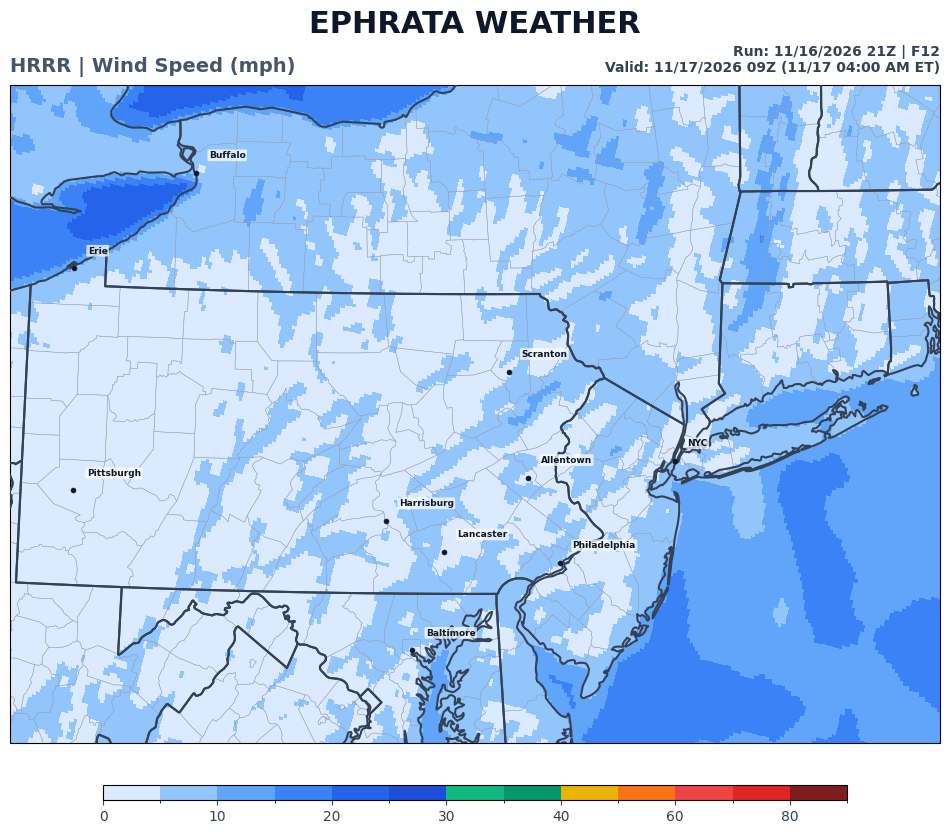 EPHRATA WEATHER
HRRR | Wind Speed (mph)
Run: 11/16/2026 21Z | F12
Valid: 11/17/2026 09Z (11/17 04:00 AM ET)
Buffalo
Erie
Scranton
NYC
Pittsburgh
Allentown
Harrisburg
Lancaster
Philadelphia
Baltimore
0 10 20 30 40 60 80